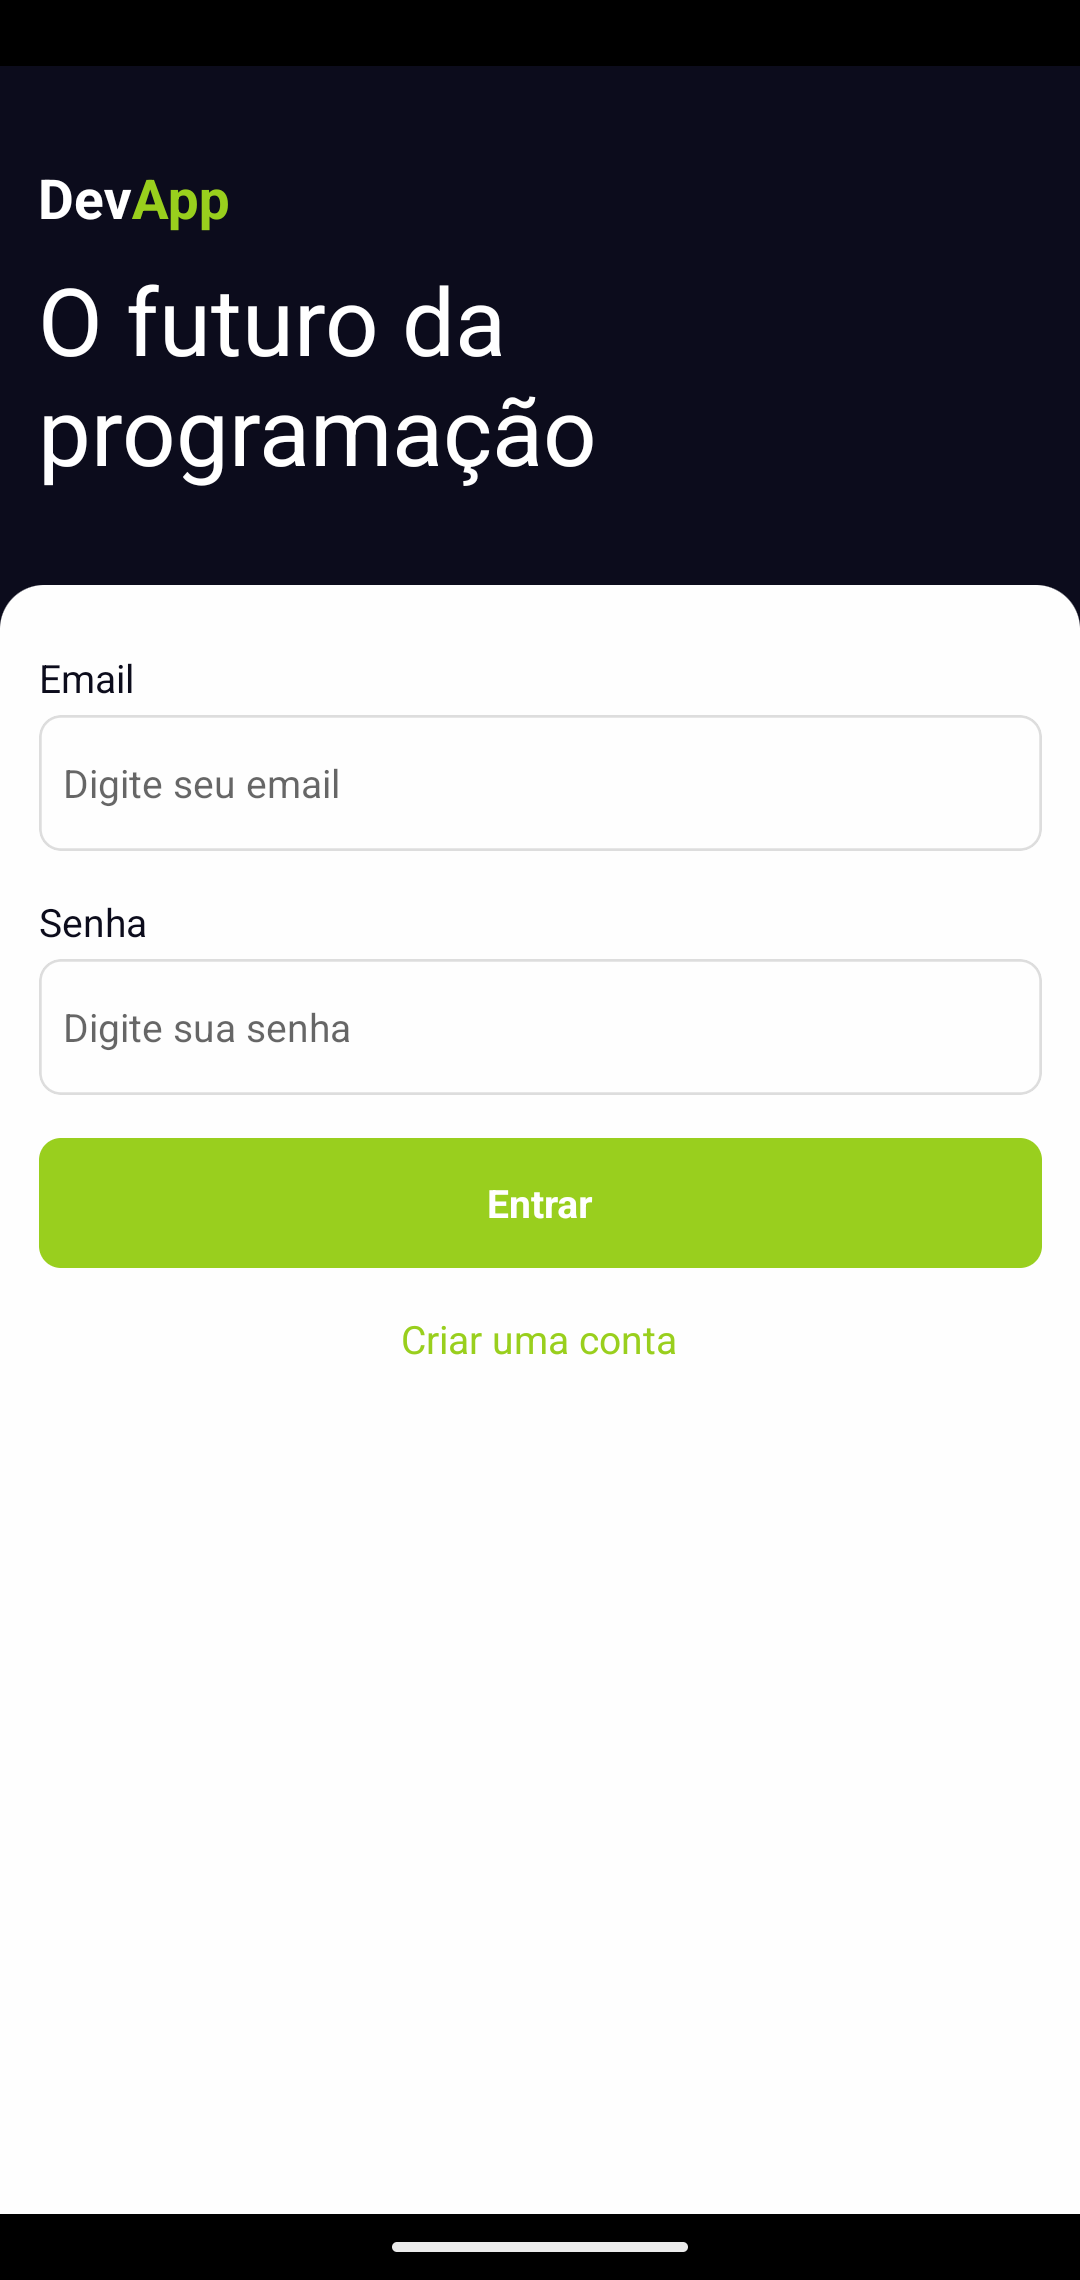 DevApp
O futuro da
programação
Email
Digite seu email
Senha
Digite sua senha
Entrar
Criar uma conta